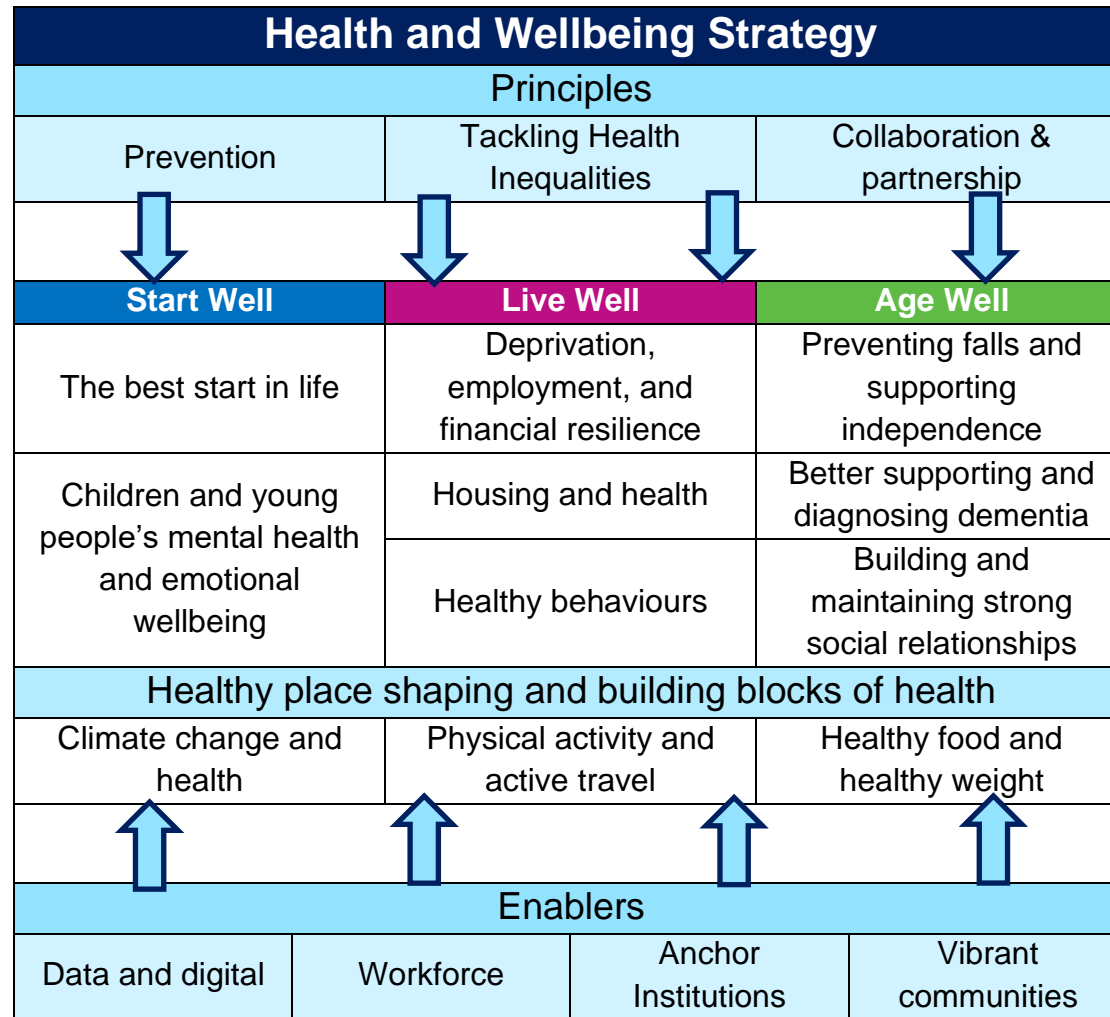 Health and Wellbeing Strategy
Principles
Prevention
Tackling Health
Inequalities
Collaboration &
partnership
Start Well
Live Well
Age Well
The best start in life
Deprivation,
employment, and
financial resilience
Preventing falls and
supporting
independence
Children and young
people’s mental health
and emotional
wellbeing
Housing and health
Better supporting and
diagnosing dementia
Healthy behaviours
Building and
maintaining strong
social relationships
Healthy place shaping and building blocks of health
Climate change and
health
Physical activity and
active travel
Healthy food and
healthy weight
Enablers
Data and digital
Workforce
Anchor
Institutions
Vibrant
communities